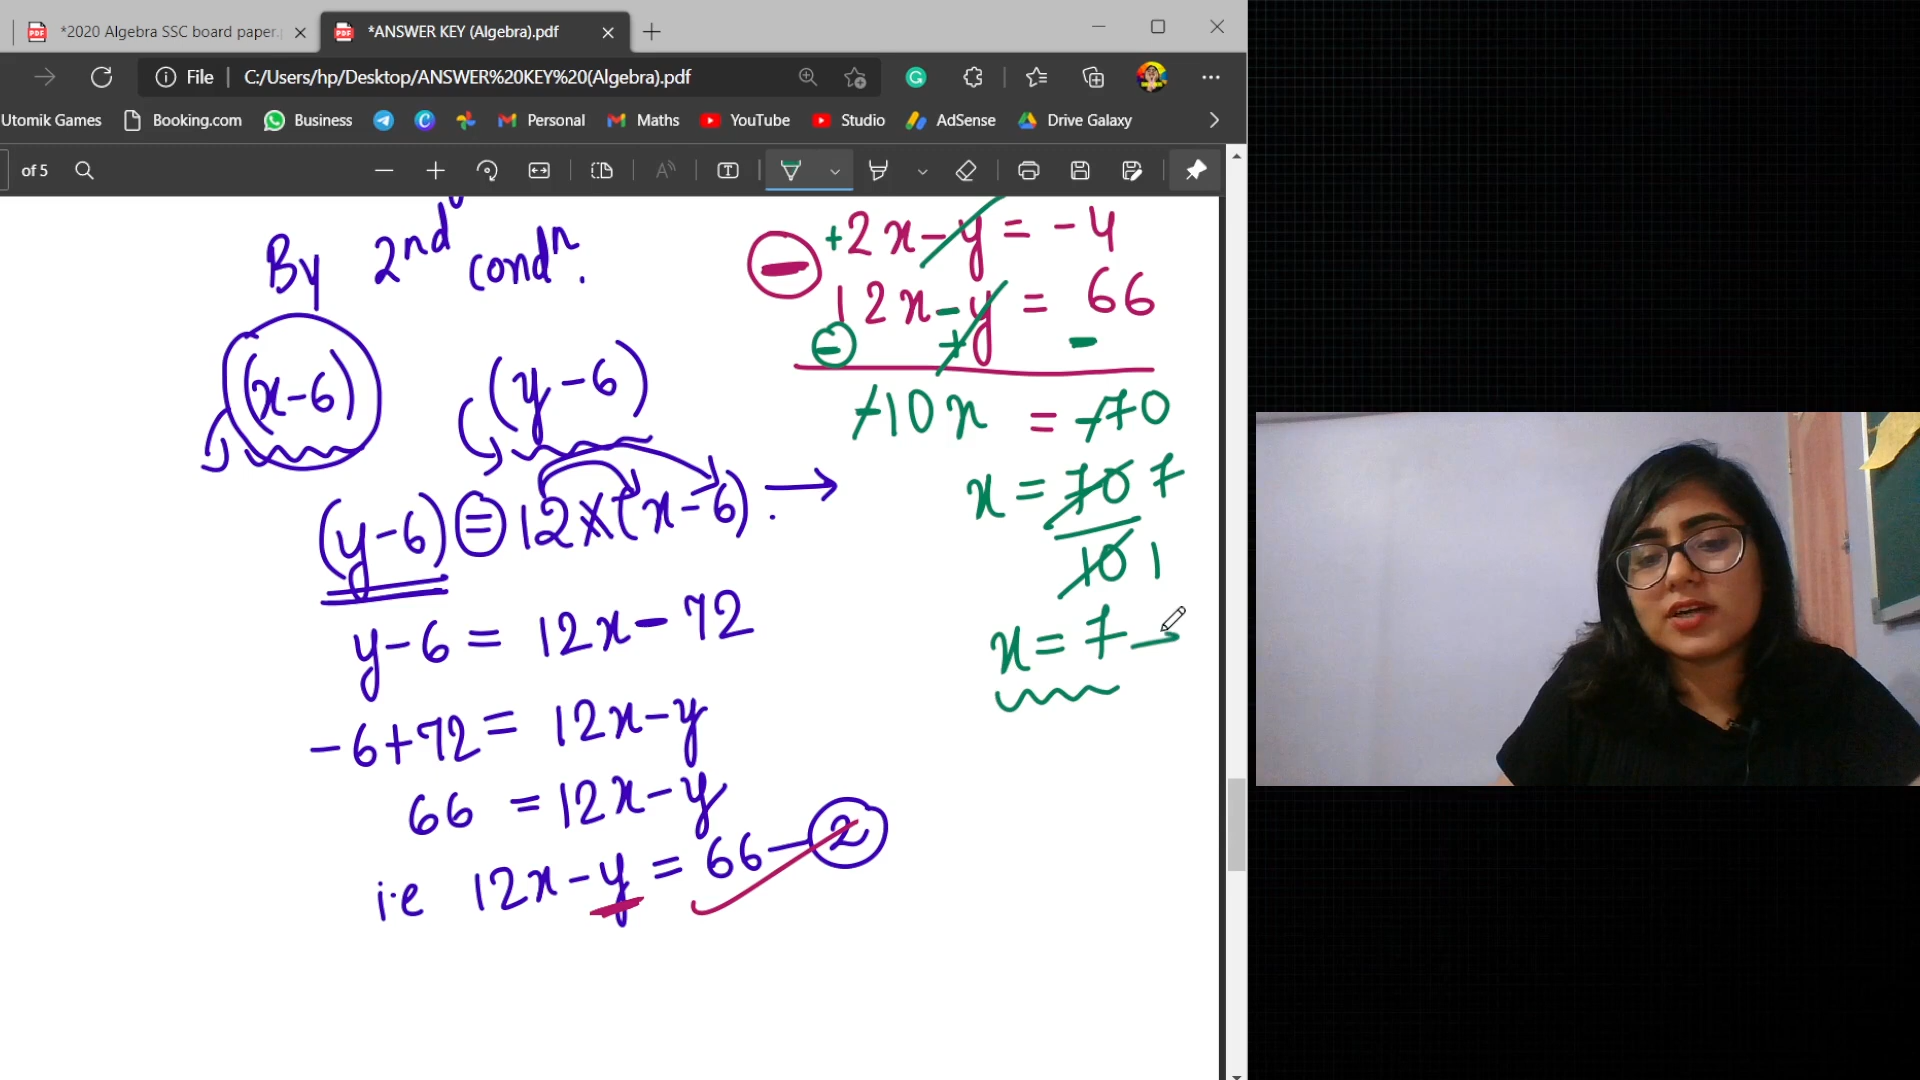 *2020 Algebra SSC board paper.
*ANSWER KEY (Algebra).pdf
File C:/Users/hp/Desktop/ANSWER%20KEY%20(Algebra).pdf
Utomik Games Booking.com Business Personal Maths YouTube Studio AdSense Drive Galaxy
of 5
By 2nd condn.
(x-6) (y-6)
(y-6) = 12×(x-6). →
y-6 = 12x-72
-6+72 = 12x-y
66 = 12x-y
i.e 12x-y = 66 — 2
+2x-y = -4
-
12x-y = 66
- + -
-10x = -70
x = 70 7
10 1
x = 7 —